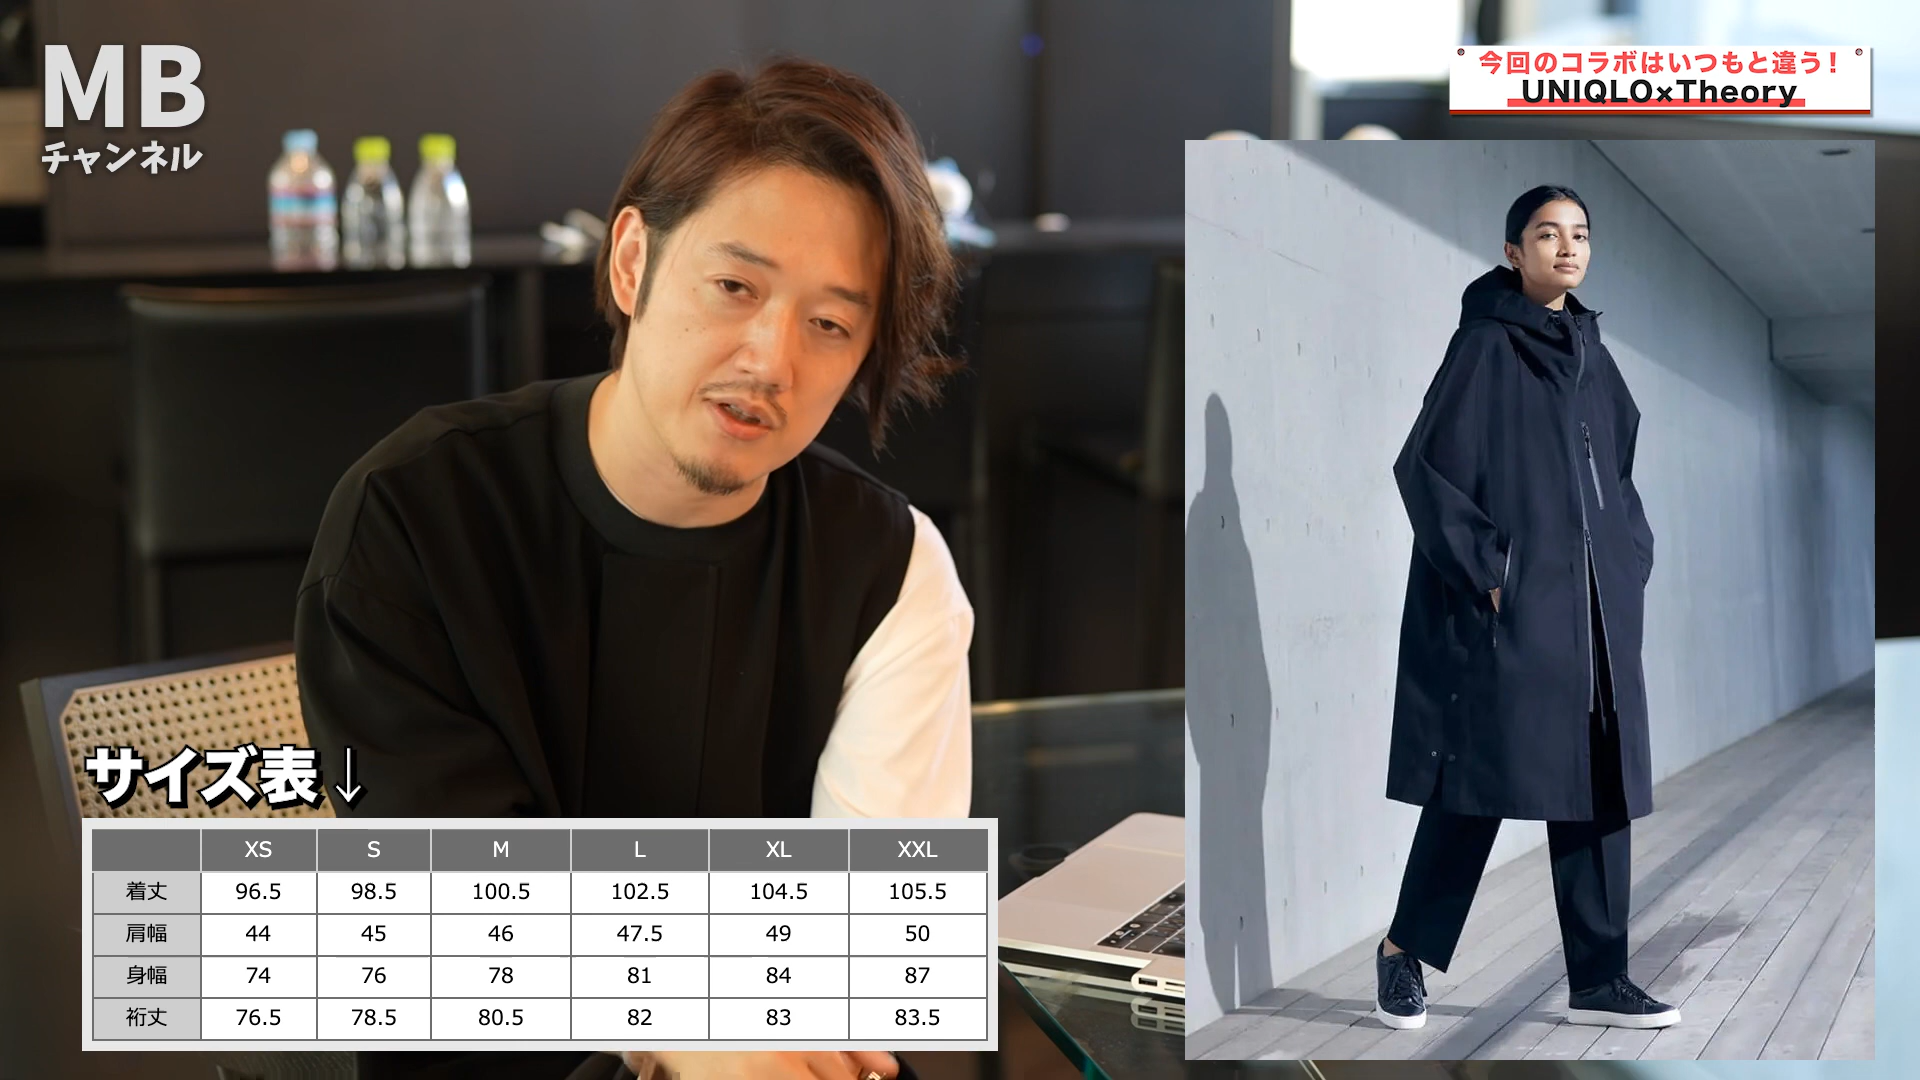 MB
チャンネル
今回のコラボはいつもと違う！
UNIQLO×Theory
サイズ表↓
XS S M L XL XXL
着丈 96.5 98.5 100.5 102.5 104.5 105.5
肩幅 44 45 46 47.5 49 50
身幅 74 76 78 81 84 87
裄丈 76.5 78.5 80.5 82 83 83.5